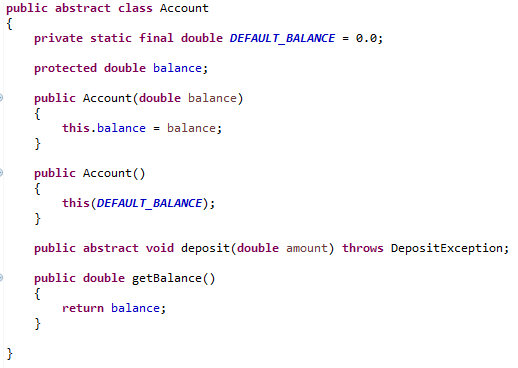 public abstract class Account
{
    private static final double DEFAULT_BALANCE = 0.0;
    protected double balance;
    public Account(double balance)
    {
        this.balance = balance;
    }
    public Account()
    {
        this(DEFAULT_BALANCE);
    }
    public abstract void deposit(double amount) throws DepositException;
    public double getBalance()
    {
        return balance;
    }
}